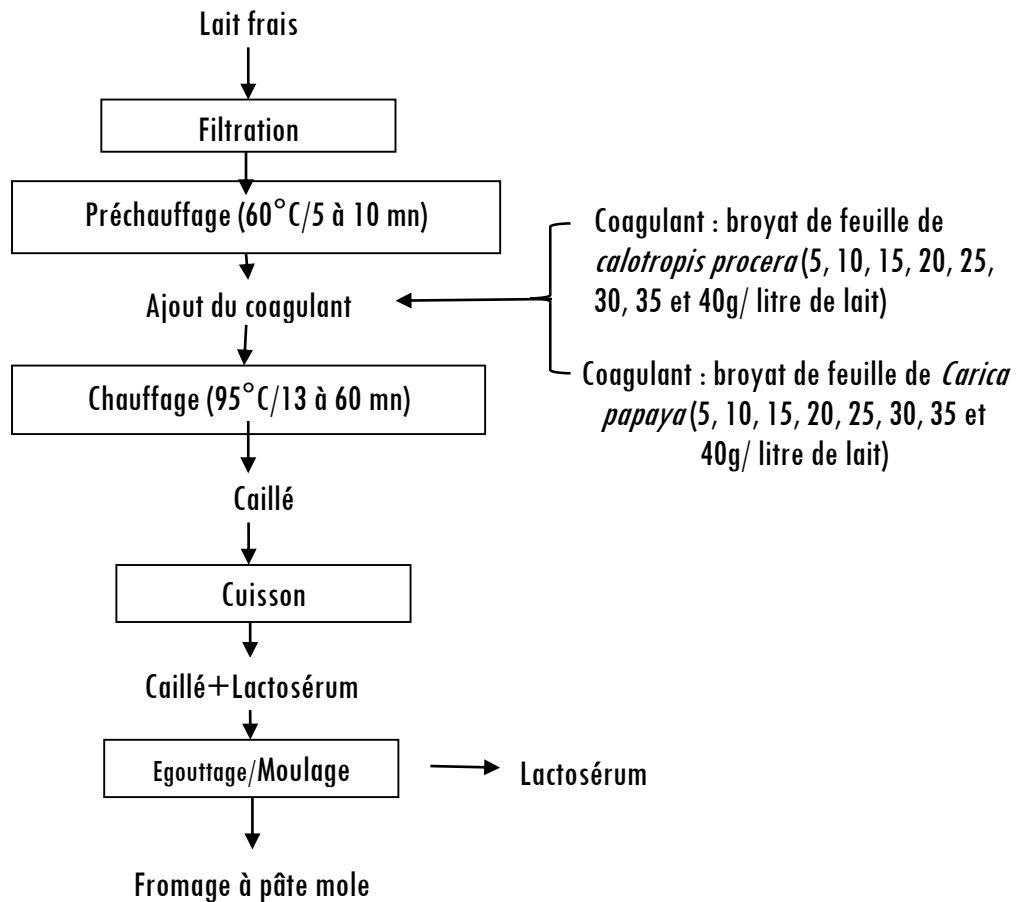 Lait frais
Filtration
Préchauffage (60°C/5 à 10 mn)
Ajout du coagulant
Coagulant : broyat de feuille de
calotropis procera (5, 10, 15, 20, 25,
30, 35 et 40g/ litre de lait)
Coagulant : broyat de feuille de Carica
papaya (5, 10, 15, 20, 25, 30, 35 et
40g/ litre de lait)
Chauffage (95°C/13 à 60 mn)
Caillé
Cuisson
Caillé+Lactosérum
Egouttage/Moulage
Lactosérum
Fromage à pâte mole